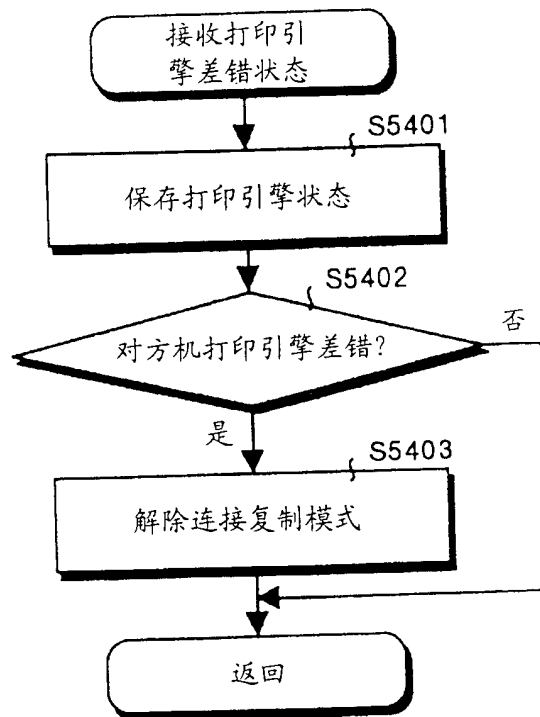 接收打印引
擎差错状态
S5401
保存打印引擎状态
S5402
对方机打印引擎差错?
否
是
S5403
解除连接复制模式
返回